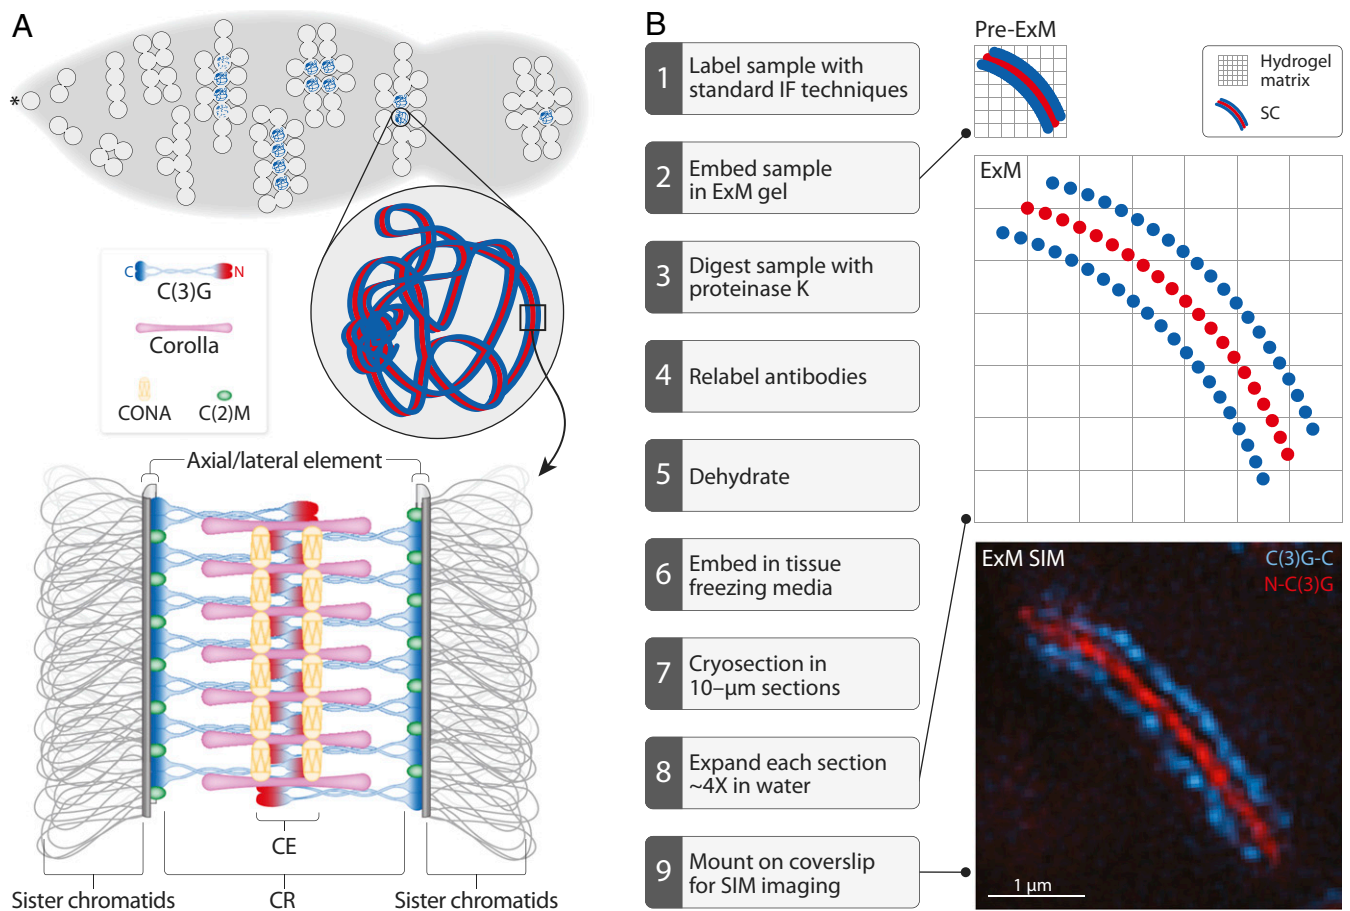 A
*
C N
C(3)G
Corolla
CONA C(2)M
Axial/lateral element
CE
Sister chromatids CR Sister chromatids
B
1 Label sample with
standard IF techniques
2 Embed sample
in ExM gel
3 Digest sample with
proteinase K
4 Relabel antibodies
5 Dehydrate
6 Embed in tissue
freezing media
7 Cryosection in
10–μm sections
8 Expand each section
~4X in water
9 Mount on coverslip
for SIM imaging
Pre-ExM
Hydrogel
matrix
SC
ExM
ExM SIM
C(3)G-C
N-C(3)G
1 μm